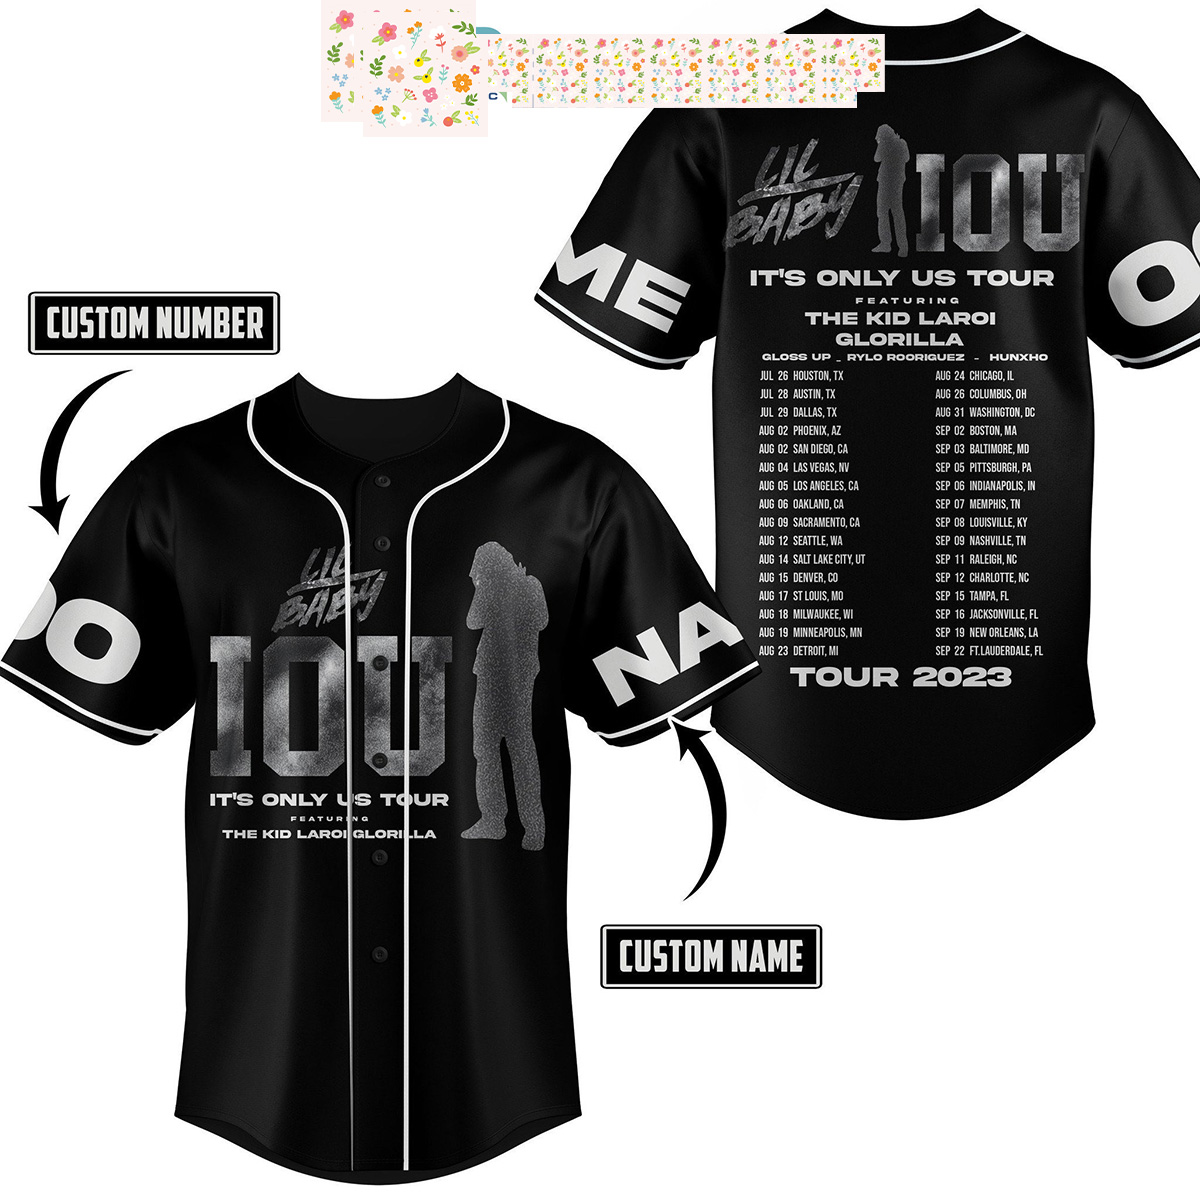 LIL
BABY
IOU
IT'S ONLY US TOUR
FEATURING
THE KID LAROI
GLORILLA
GLOSS UP _ RYLO ROORIGUEZ - HUNXHO
JUL 26 HOUSTON, TX
JUL 28 AUSTIN, TX
JUL 29 DALLAS, TX
AUG 02 PHOENIX, AZ
AUG 02 SAN DIEGO, CA
AUG 04 LAS VEGAS, NV
AUG 05 LOS ANGELES, CA
AUG 06 OAKLAND, CA
AUG 09 SACRAMENTO, CA
AUG 12 SEATTLE, WA
AUG 14 SALT LAKE CITY, UT
AUG 15 DENVER, CO
AUG 17 ST LOUIS, MO
AUG 18 MILWAUKEE, WI
AUG 19 MINNEAPOLIS, MN
AUG 23 DETROIT, MI
AUG 24 CHICAGO, IL
AUG 26 COLUMBUS, OH
AUG 31 WASHINGTON, DC
SEP 02 BOSTON, MA
SEP 03 BALTIMORE, MD
SEP 05 PITTSBURGH, PA
SEP 06 INDIANAPOLIS, IN
SEP 07 MEMPHIS, TN
SEP 08 LOUISVILLE, KY
SEP 09 NASHVILLE, TN
SEP 11 RALEIGH, NC
SEP 12 CHARLOTTE, NC
SEP 15 TAMPA, FL
SEP 16 JACKSONVILLE, FL
SEP 19 NEW ORLEANS, LA
SEP 22 FT.LAUDERDALE, FL
TOUR 2023
ME
OO
CUSTOM NUMBER
OO
LIL
BABY
IOU
IT'S ONLY US TOUR
FEATURING
THE KID LAROI GLORILLA
NA
CUSTOM NAME